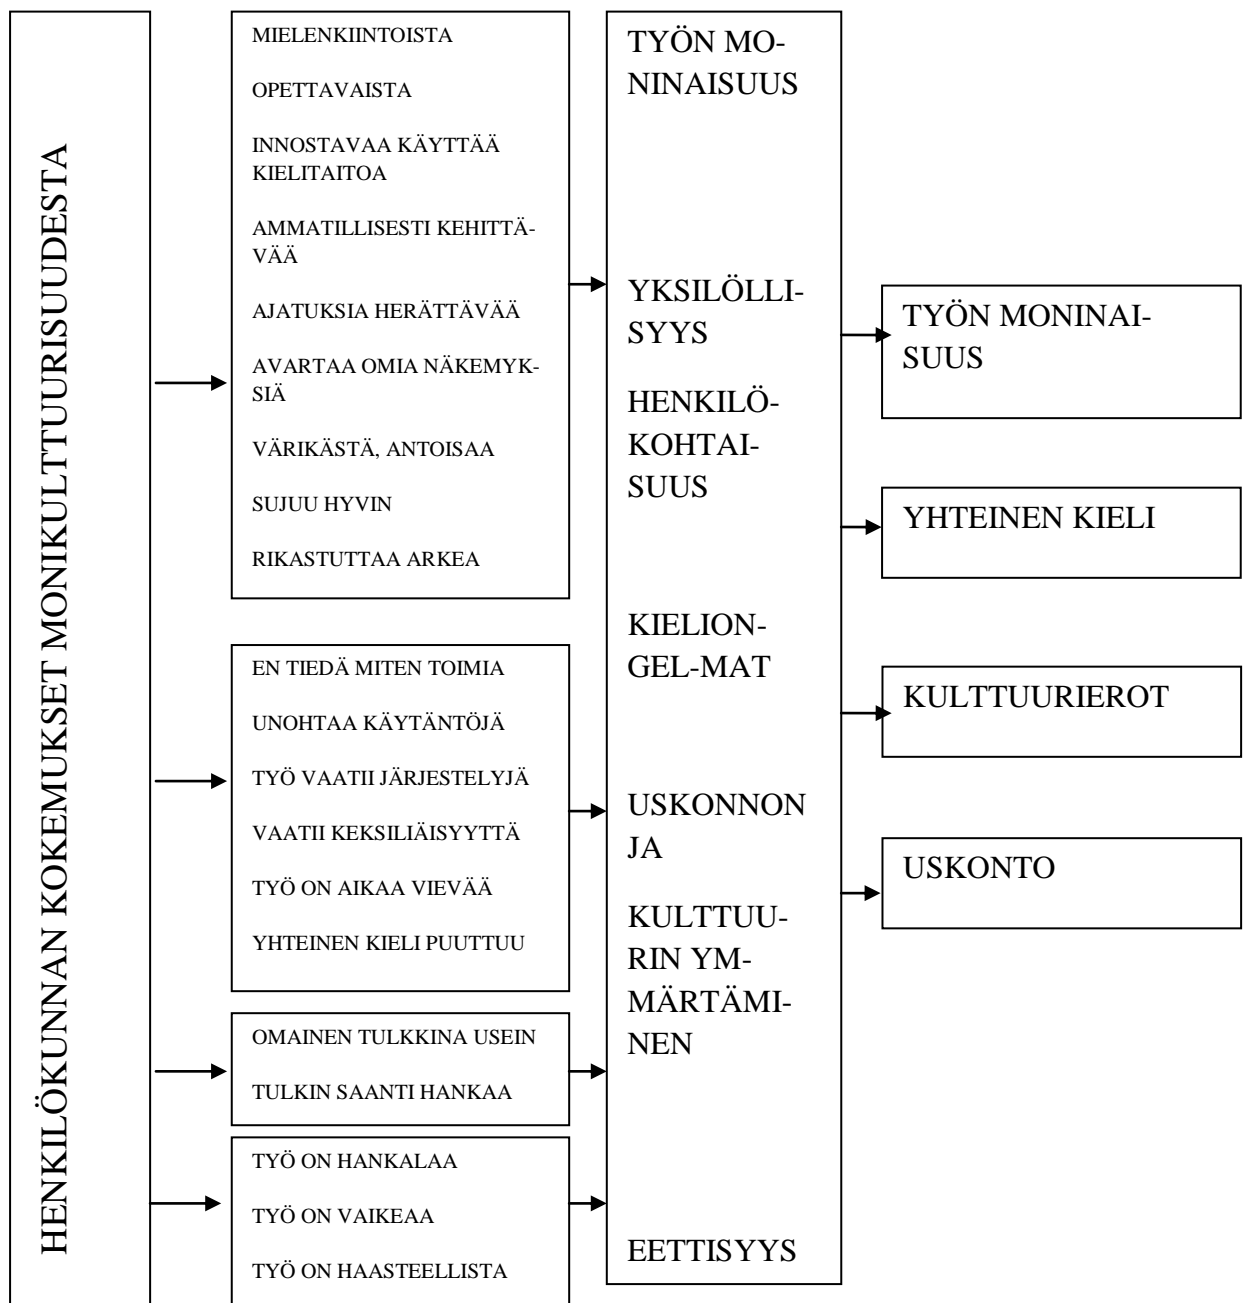 HENKILÖKUNNAN KOKEMUKSET MONIKULTTUURISUUDESTA
MIELENKIINTOISTA
OPETTAVAISTA
INNOSTAVAA KÄYTTÄÄ
KIELITAITOA
AMMATILLISESTI KEHITTÄ-
VÄÄ
AJATUKSIA HERÄTTÄVÄÄ
AVARTAA OMIA NÄKEMYK-
SIÄ
VÄRIKÄSTÄ, ANTOISAA
SUJUU HYVIN
RIKASTUTTAA ARKEA
EN TIEDÄ MITEN TOIMIA
UNOHTAA KÄYTÄNTÖJÄ
TYÖ VAATII JÄRJESTELYJÄ
VAATII KEKSILIÄISYYTTÄ
TYÖ ON AIKAA VIEVÄÄ
YHTEINEN KIELI PUUTTUU
OMAINEN TULKKINA USEIN
TULKIN SAANTI HANKAA
TYÖ ON HANKALAA
TYÖ ON VAIKEAA
TYÖ ON HAASTEELLISTA
TYÖN MO-
NINAISUUS
YKSILÖLLI-
SYYS
HENKILÖ-
KOHTAI-
SUUS
KIELION-
GEL-MAT
USKONNON
JA
KULTTUU-
RIN YM-
MÄRTÄMI-
NEN
EETTISYYS
TYÖN MONINAI-
SUUS
YHTEINEN KIELI
KULTTUURIEROT
USKONTO